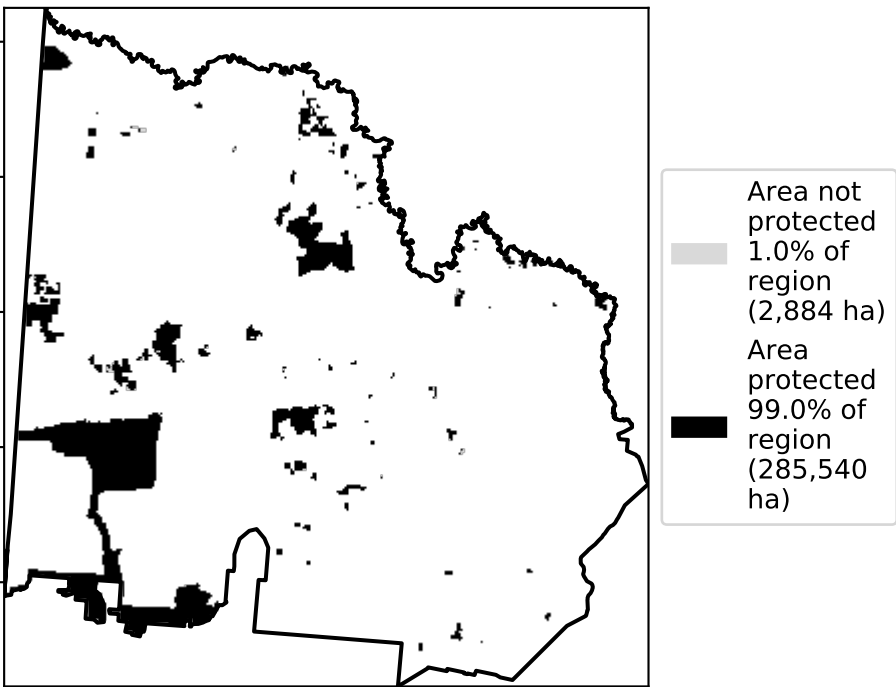 Area not
protected
1.0% of
region
(2,884 ha)
Area
protected
99.0% of
region
(285,540
ha)